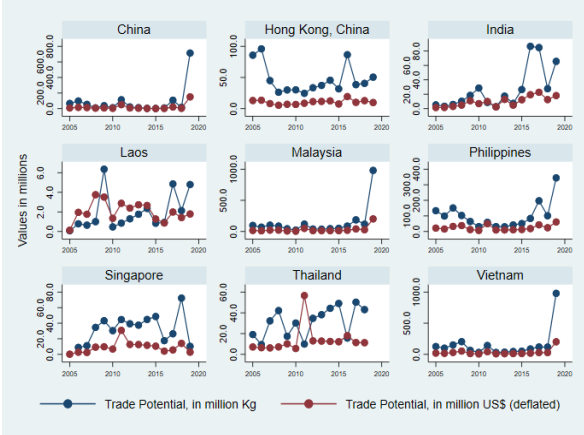 China
Hong Kong, China
India
0.0 200.0 400.0 600.0 800.0
0.0 50.0 100.0
0.0 20.0 40.0 60.0 80.0
2005 2010 2015 2020
2005 2010 2015 2020
2005 2010 2015 2020
Values in millions
Laos
Malaysia
Philippines
0.0 2.0 4.0 6.0
0.0 500.0 1000.0
0.0 100.0 200.0 300.0 400.0
2005 2010 2015 2020
2005 2010 2015 2020
2005 2010 2015 2020
Singapore
Thailand
Vietnam
0.0 20.0 40.0 60.0 80.0
0.0 20.0 40.0 60.0
0.0 500.0 1000.0
2005 2010 2015 2020
2005 2010 2015 2020
2005 2010 2015 2020
Trade Potential, in million Kg
Trade Potential, in million US$ (deflated)